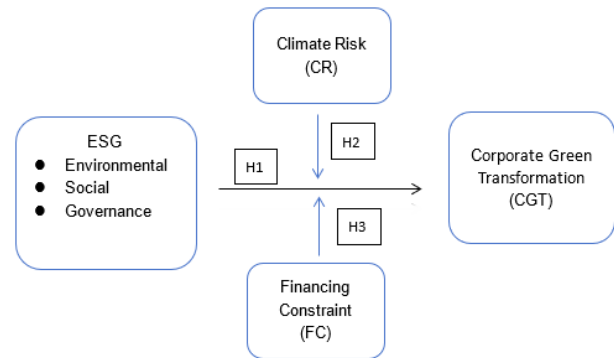 Climate Risk
(CR)
ESG
● Environmental
● Social
● Governance
H1
H2
Corporate Green
Transformation
(CGT)
H3
Financing
Constraint
(FC)